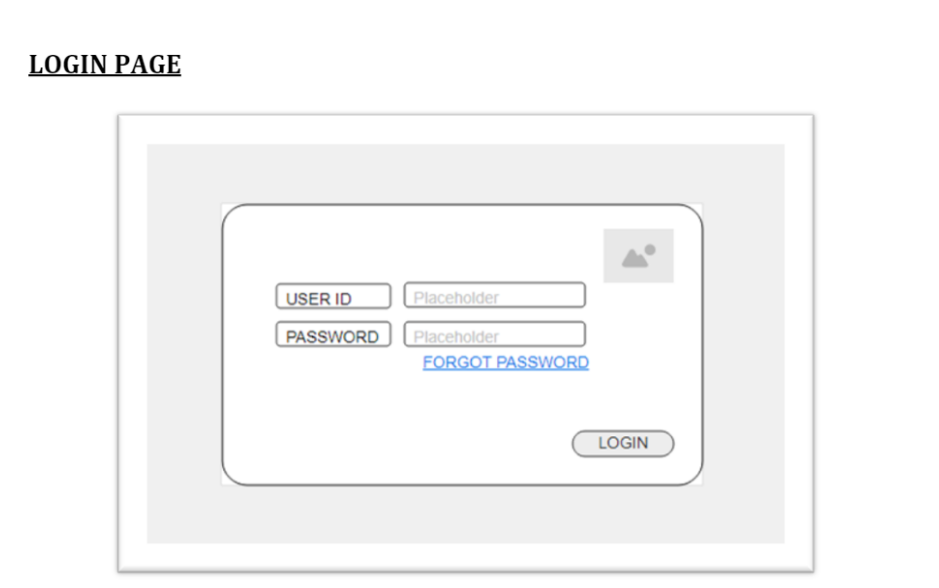 LOGIN PAGE
USER ID Placeholder
PASSWORD Placeholder
FORGOT PASSWORD
LOGIN